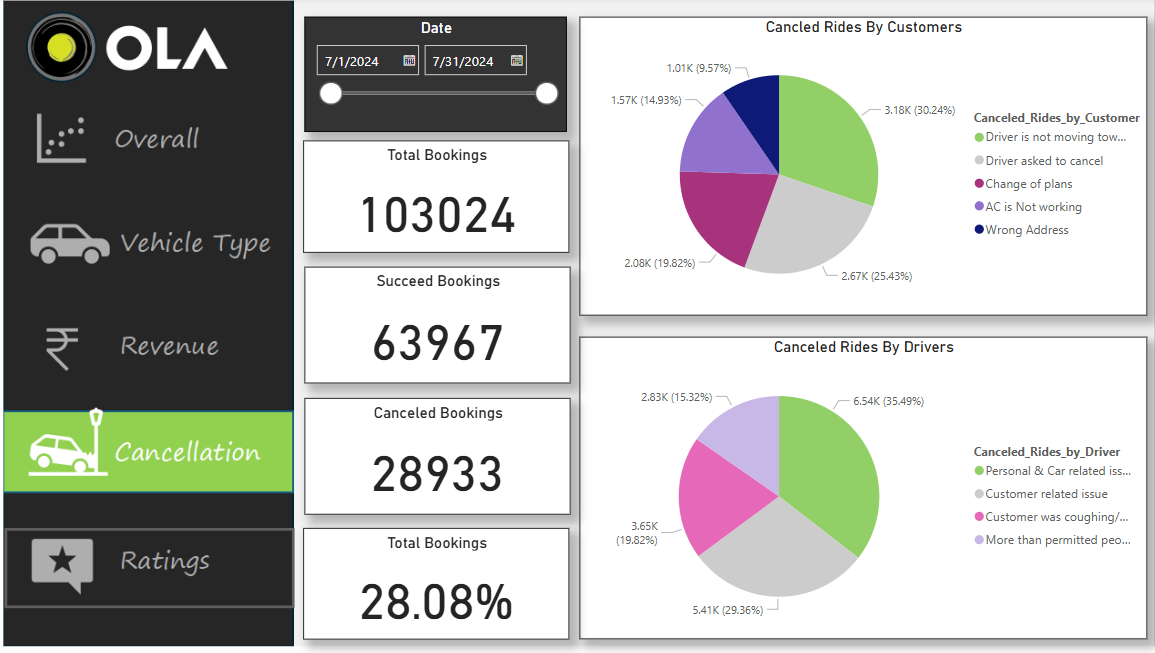 OLA
Overall
Vehicle Type
Revenue
Cancellation
Ratings
Date
7/1/2024
7/31/2024
Total Bookings
103024
Succeed Bookings
63967
Canceled Bookings
28933
Total Bookings
28.08%
Cancled Rides By Customers
1.01K (9.57%)
1.57K (14.93%)
3.18K (30.24%)
2.08K (19.82%)
2.67K (25.43%)
Canceled_Rides_by_Customer
Driver is not moving tow...
Driver asked to cancel
Change of plans
AC is Not working
Wrong Address
Canceled Rides By Drivers
2.83K (15.32%)
6.54K (35.49%)
3.65K
(19.82%)
5.41K (29.36%)
Canceled_Rides_by_Driver
Personal & Car related iss...
Customer related issue
Customer was coughing/...
More than permitted peo...